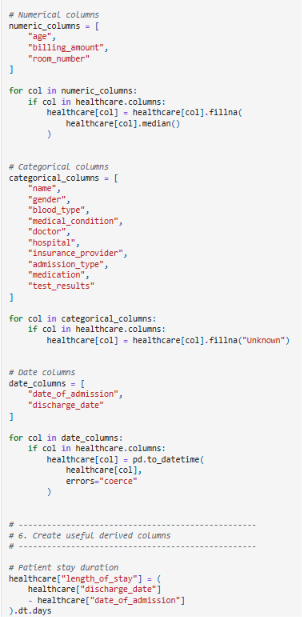 # Numerical columns
numeric_columns = [
    "age",
    "billing_amount",
    "room_number"
]
for col in numeric_columns:
    if col in healthcare.columns:
        healthcare[col] = healthcare[col].fillna(
            healthcare[col].median()
        )
# Categorical columns
categorical_columns = [
    "name",
    "gender",
    "blood_type",
    "medical_condition",
    "doctor",
    "hospital",
    "insurance_provider",
    "admission_type",
    "medication",
    "test_results"
]
for col in categorical_columns:
    if col in healthcare.columns:
        healthcare[col] = healthcare[col].fillna("Unknown")
# Date columns
date_columns = [
    "date_of_admission",
    "discharge_date"
]
for col in date_columns:
    if col in healthcare.columns:
        healthcare[col] = pd.to_datetime(
            healthcare[col],
            errors="coerce"
        )
# --------------------------------------------------
# 6. Create useful derived columns
# --------------------------------------------------
# Patient stay duration
healthcare["length_of_stay"] = (
    healthcare["discharge_date"]
    - healthcare["date_of_admission"]
).dt.days